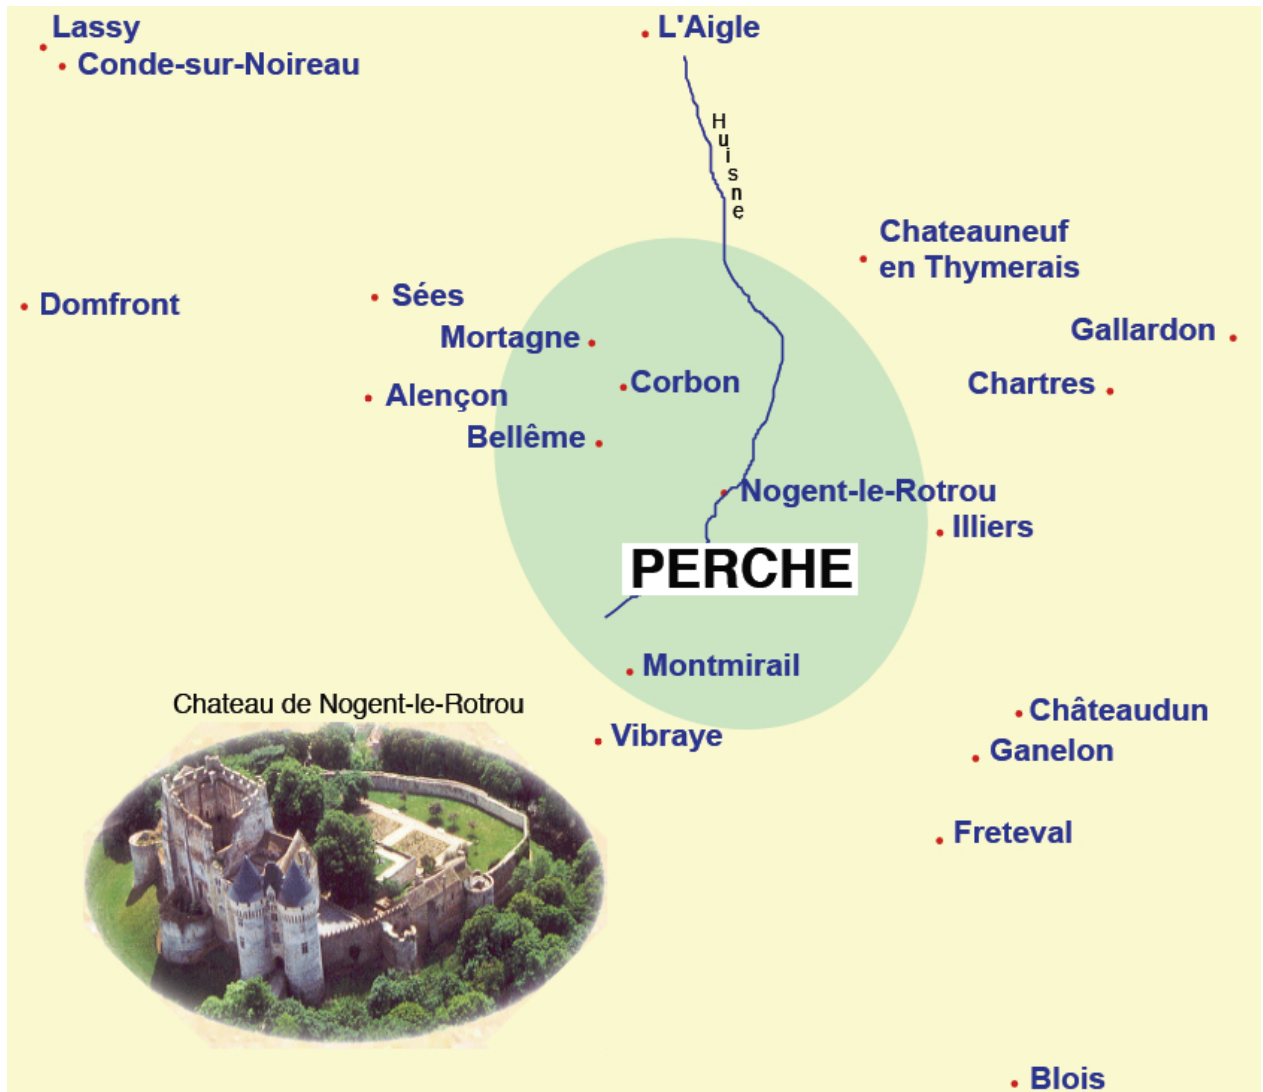 Lassy
L'Aigle
Conde-sur-Noireau
Huisne
Chateauneuf
en Thymerais
Sées
Domfront
Mortagne
Gallardon
Corbon
Chartres
Alençon
Bellême
Nogent-le-Rotrou
Illiers
PERCHE
Montmirail
Chateau de Nogent-le-Rotrou
Châteaudun
Vibraye
Ganelon
Freteval
Blois